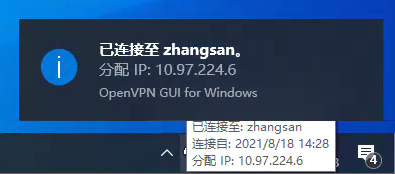 已连接至 zhangsan。
分配 IP: 10.97.224.6
OpenVPN GUI for Windows
已连接至: zhangsan
连接自: 2021/8/18 14:28
分配 IP: 10.97.224.6
4